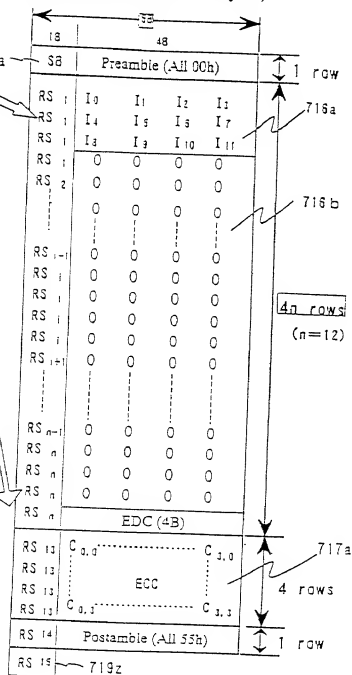 5B
1B 4B
a SB Preamble (All 00h) 1 row
RS 1 I0 I1 I2 I3
RS 1 I4 I5 I6 I7 716a
RS 1 I8 I9 I10 I11
RS 1 0 0 0 0
RS 2 0 0 0 0
0 0 0 0 716b
RS i-1 0 0 0 0
RS i 0 0 0 0
RS i 0 0 0 0 4n rows
RS i 0 0 0 0 (n=12)
RS i 0 0 0 0
RS i+1 0 0 0 0
RS n-1 0 0 0 0
RS n 0 0 0 0
RS n 0 0 0 0
RS n 0 0 0 0
RS n EDC (4B)
RS 13 C0,0 C3,0 717a
RS 13 ECC
RS 13 4 rows
RS 13 C0,3 C3,3
RS 14 Postamble (All 55h) 1 row
RS 15 719z